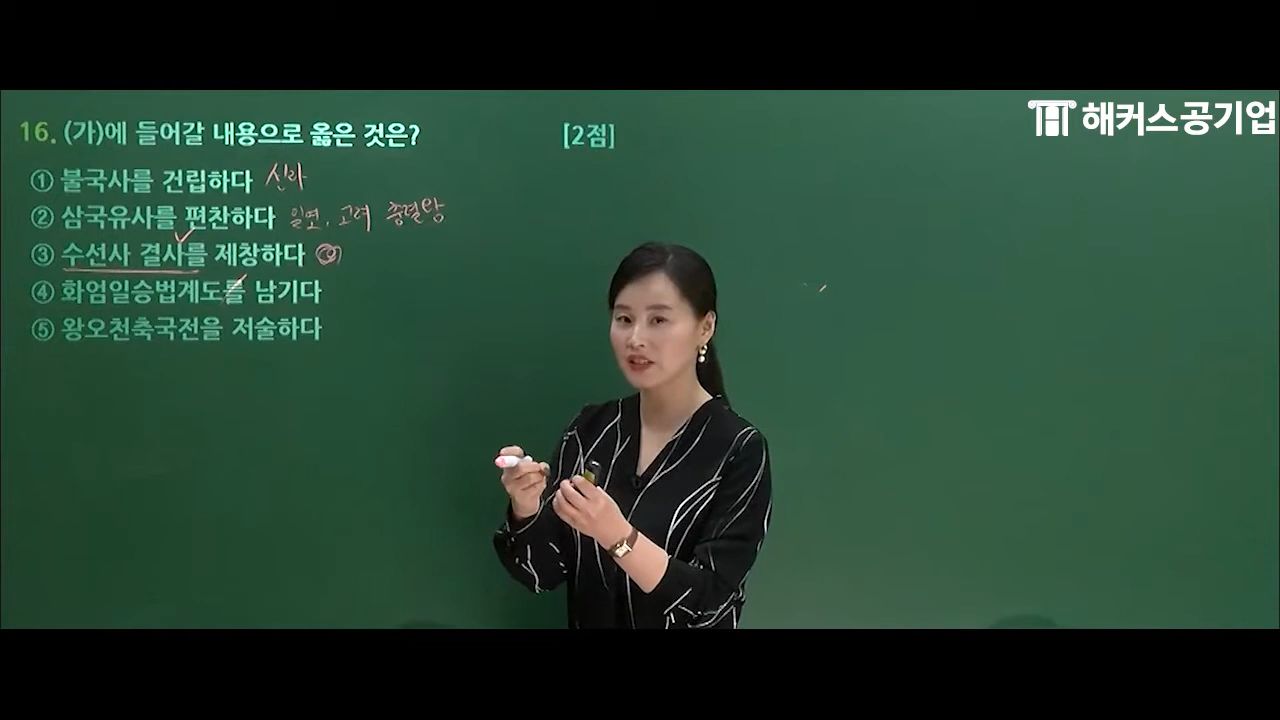 해커스공기업
16. (가)에 들어갈 내용으로 옳은 것은? [2점]
① 불국사를 건립하다 신라
② 삼국유사를 편찬하다 일연, 고려 충렬왕
③ 수선사 결사를 제창하다
④ 화엄일승법계도를 남기다
⑤ 왕오천축국전을 저술하다